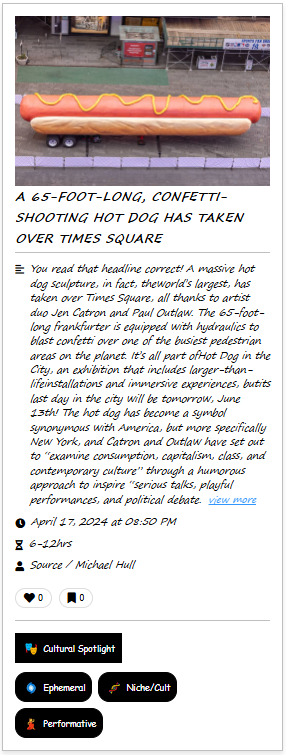 A 65-FOOT-LONG, CONFETTI-
SHOOTING HOT DOG HAS TAKEN
OVER TIMES SQUARE
You read that headline correct! A massive hot
dog sculpture, in fact, theworld's largest, has
taken over Times Square, all thanks to artist
duo Jen Catron and Paul Outlaw. The 65-foot-
long frankfurter is equipped with hydraulics to
blast confetti over one of the busiest pedestrian
areas on the planet. It's all part ofHot Dog in the
City, an exhibition that includes larger-than-
lifeinstallations and immersive experiences, butits
last day in the city will be tomorrow, June
13th! The hot dog has become a symbol
synonymous with America, but more specifically
New York, and Catron and Outlaw have set out
to "examine consumption, capitalism, class, and
contemporary culture" through a humorous
approach to inspire "serious talks, playful
performances, and political debate. view more
April 17, 2024 at 08:50 PM
6-12hrs
Source / Michael Hull
0 0
Cultural Spotlight
Ephemeral Niche/Cult
Performative